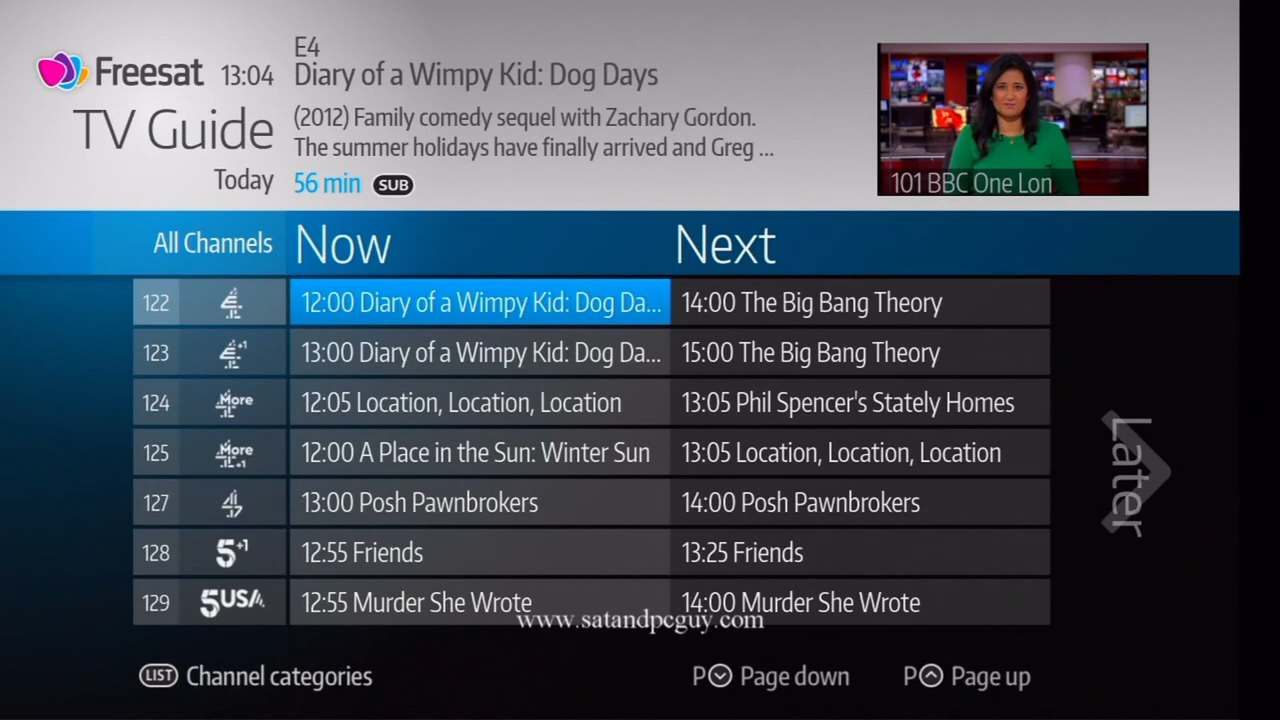 E4
Freesat 13:04 Diary of a Wimpy Kid: Dog Days
TV Guide
(2012) Family comedy sequel with Zachary Gordon.
The summer holidays have finally arrived and Greg ...
Today 56 min SUB
101 BBC One Lon
All Channels Now Next
122 4 12:00 Diary of a Wimpy Kid: Dog Da... 14:00 The Big Bang Theory
123 4+1 13:00 Diary of a Wimpy Kid: Dog Da... 15:00 The Big Bang Theory
124 More 4 12:05 Location, Location, Location 13:05 Phil Spencer's Stately Homes
125 More 4+1 12:00 A Place in the Sun: Winter Sun 13:05 Location, Location, Location
127 4 13:00 Posh Pawnbrokers 14:00 Posh Pawnbrokers
128 5+1 12:55 Friends 13:25 Friends
129 5USA 12:55 Murder She Wrote 14:00 Murder She Wrote
Later
www.satandpcguy.com
LIST Channel categories P Page down P Page up